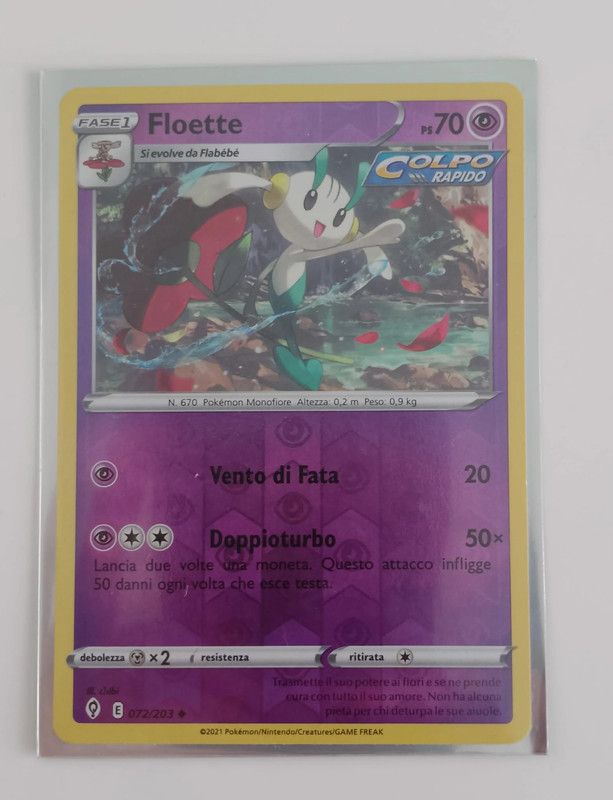 FASE 1 Floette PS 70
Si evolve da Flabébé
COLPO
RAPIDO
N. 670 Pokémon Monofiore Altezza: 0,2 m Peso: 0,9 kg
Vento di Fata 20
Doppioturbo 50×
Lancia due volte una moneta. Questo attacco infligge
50 danni ogni volta che esce testa.
debolezza ×2 resistenza ritirata
Trasmette il suo potere ai fiori e se ne prende
cura con tutto il suo amore. Non ha alcuna
pietà per chi deturpa le sue aiuole.
Ill.
E 072/203
©2021 Pokémon/Nintendo/Creatures/GAME FREAK